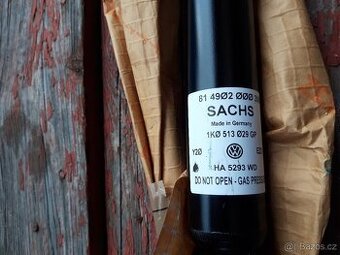 81 49Ø2 ØØØ
SACHS
Made in Germany
1KØ 513 Ø29 GP
Y2Ø
HA 5293 WD
DO NOT OPEN - GAS
Bazos.cz